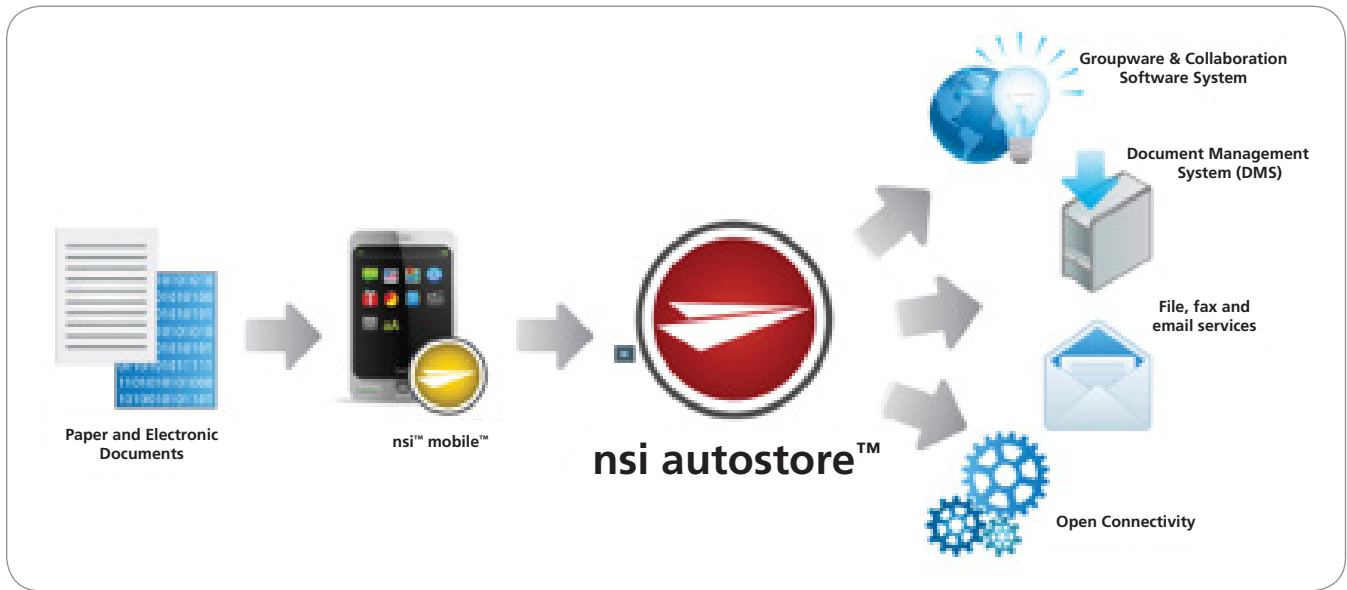 Groupware & Collaboration
Software System
Document Management
System (DMS)
File, fax and
email services
Paper and Electronic
Documents
nsi™ mobile™
nsi autostore™
Open Connectivity